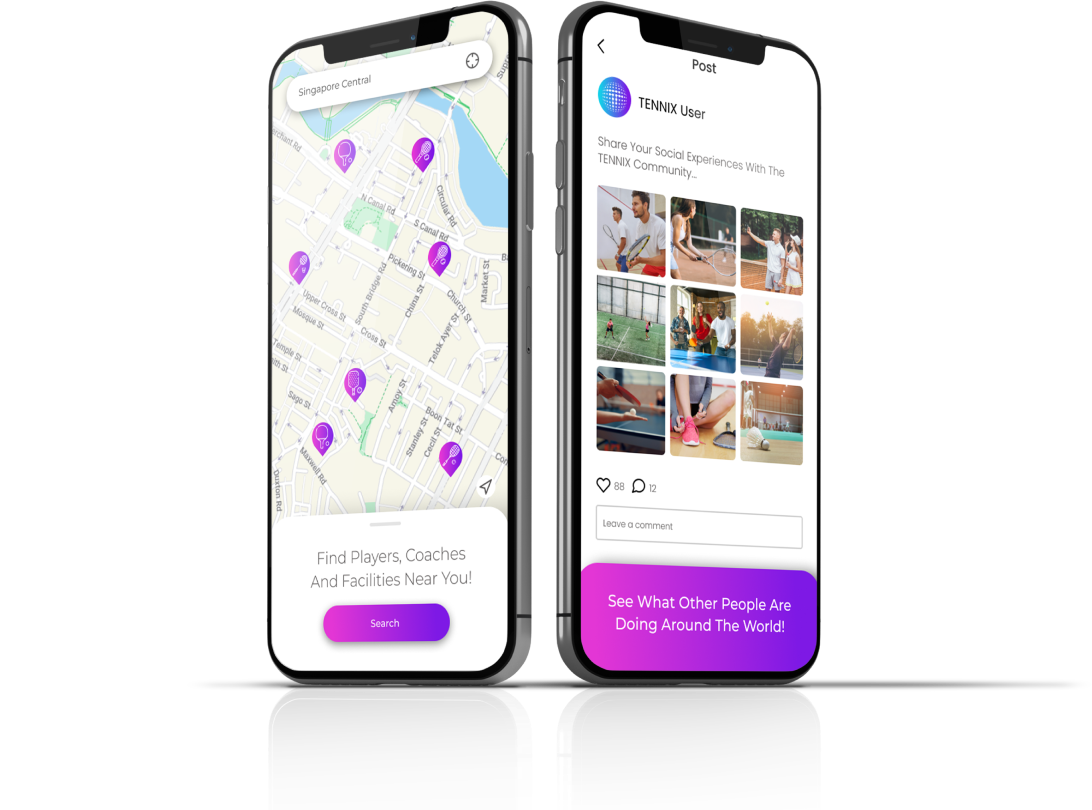 Singapore Central
Merchant Rd
N Canal Rd
Circular Rd
S Canal Rd
Pickering St
Market St
South Bridge Rd
China St
Church St
Upper Cross St
Mosque St
Cross St
Telok Ayer St
Temple St
Sago St
Amoy St
Boon Tat St
Stanley St
Cecil St
Maxwell Rd
Duxton Rd
Find Players, Coaches
And Facilities Near You!
Search
Post
TENNIX User
Share Your Social Experiences With The
TENNIX Community...
88
12
Leave a comment
See What Other People Are
Doing Around The World!